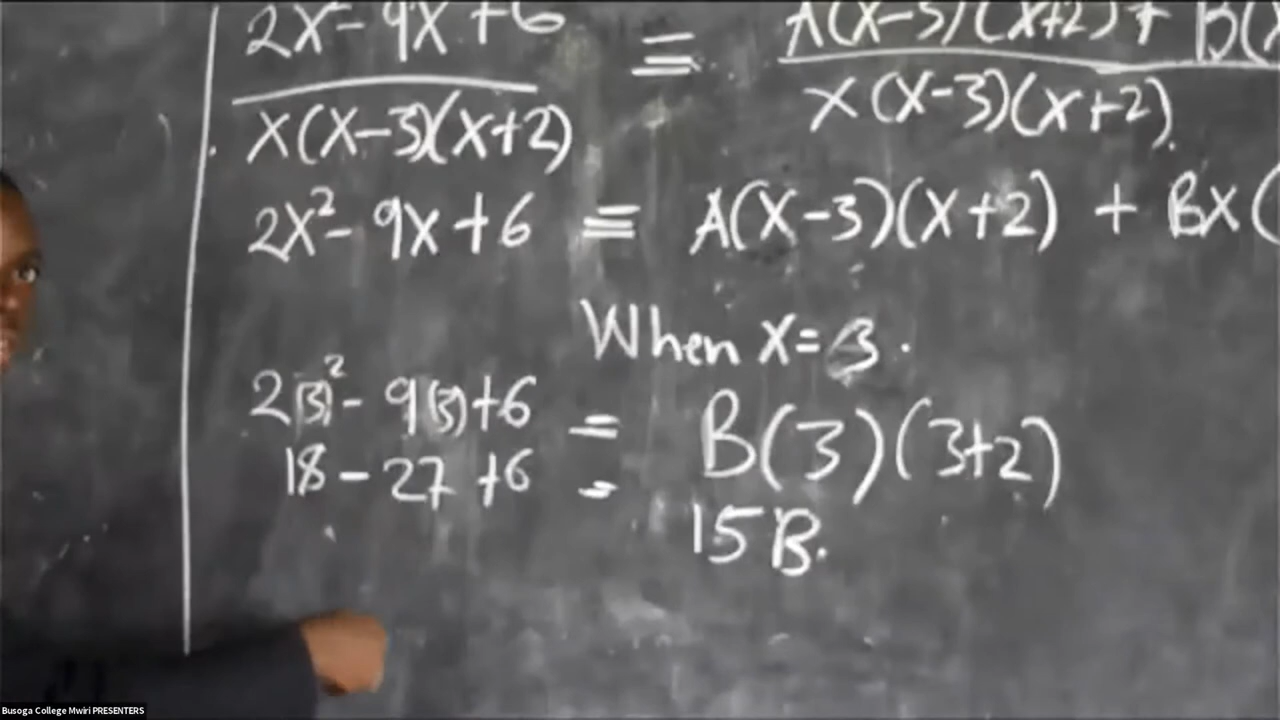 2x² - 9x + 6 ≡ A(x-3)(x+2) + B(x
x(x-3)(x+2) x(x-3)(x+2).
2x² - 9x + 6 ≡ A(x-3)(x+2) + Bx(
When x = 3.
2(3)² - 9(3) + 6 = B(3)(3+2)
18 - 27 + 6 = 15B.
Busoga College Mwiri PRESENTERS